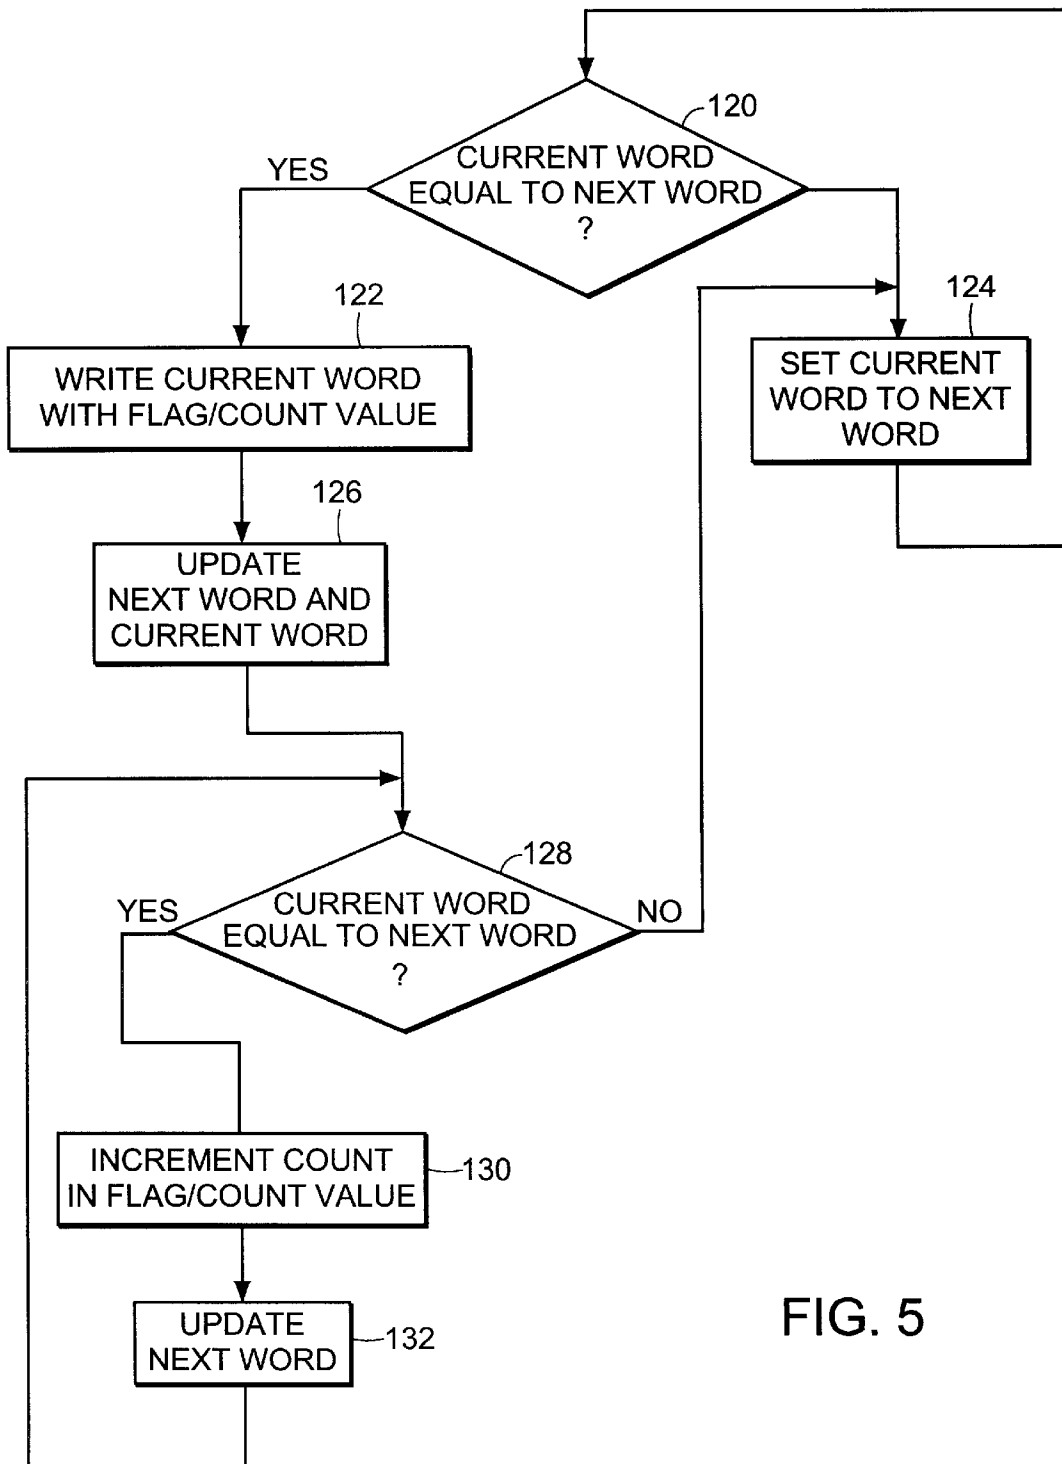 120
CURRENT WORD
EQUAL TO NEXT WORD
?
YES
122
WRITE CURRENT WORD
WITH FLAG/COUNT VALUE
124
SET CURRENT
WORD TO NEXT
WORD
126
UPDATE
NEXT WORD AND
CURRENT WORD
128
CURRENT WORD
EQUAL TO NEXT WORD
?
YES
NO
INCREMENT COUNT
IN FLAG/COUNT VALUE
130
UPDATE
NEXT WORD
132
FIG. 5